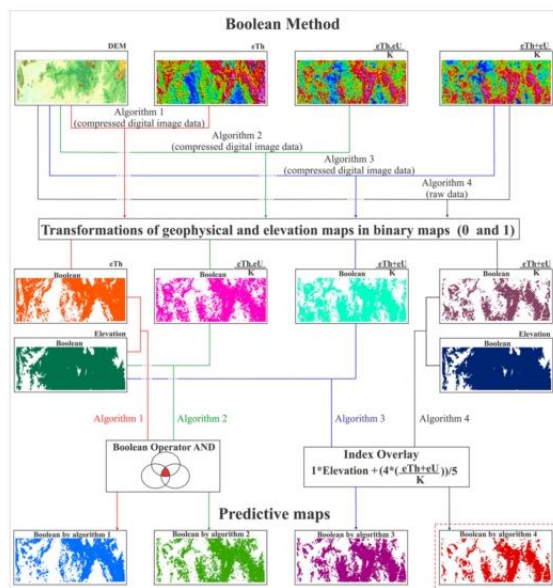 Boolean Method
DEM
eTh
eTh.eU
K
eTh+eU
K
Algorithm 1
(compressed digital image data)
Algorithm 2
(compressed digital image data)
Algorithm 3
(compressed digital image data)
Algorithm 4
(raw data)
Transformations of geophysical and elevation maps in binary maps (0 and 1)
eTh
Boolean
eTh.eU
Boolean K
eTh+eU
Boolean K
eTh+eU
Boolean K
Elevation
Boolean
Elevation
Boolean
Algorithm 1
Algorithm 2
Algorithm 3
Algorithm 4
Boolean Operator AND
Index Overlay
1*Elevation + (4*(eTh+eU
K))/5
Predictive maps
Boolean by algorithm 1
Boolean by algorithm 2
Boolean by algorithm 3
Boolean by algorithm 4